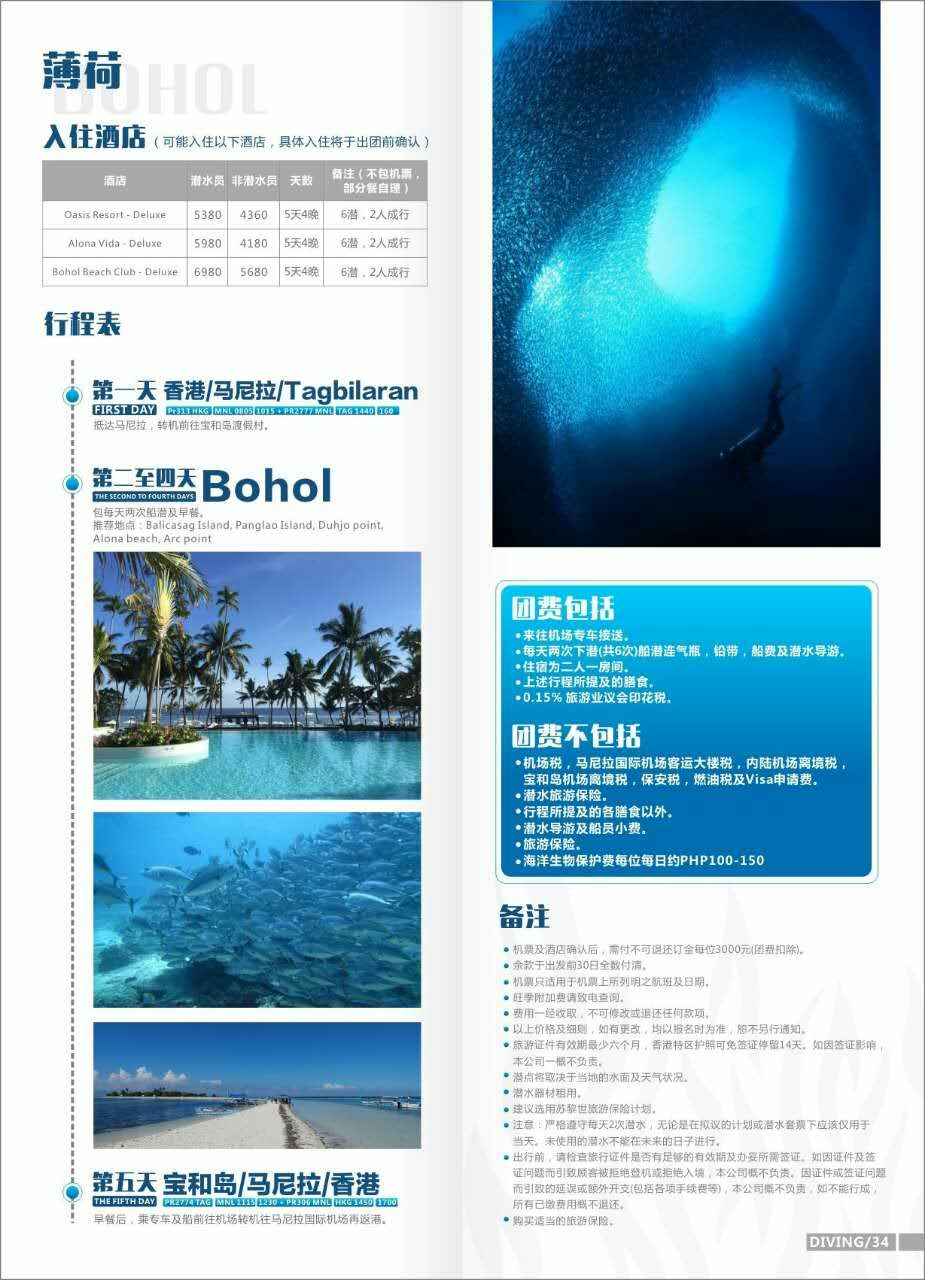 薄荷
BOHOL
入住酒店（可能入住以下酒店，具体入住将于出团前确认）
酒店 潜水员 非潜水员 天数 备注（不包机票，
部分餐自理）
Oasis Resort - Deluxe 5380 4360 5天4晚 6潜，2人成行
Alona Vida - Deluxe 5980 4180 5天4晚 6潜，2人成行
Bohol Beach Club - Deluxe 6980 5680 5天4晚 6潜，2人成行
行程表
第一天 香港/马尼拉/Tagbilaran
FIRST DAY Pr313 HKG MNL 0805 1015 + PR2777 MNL TAG 1440 160
抵达马尼拉，转机前往宝和岛渡假村。
第二至四天 Bohol
THE SECOND TO FOURTH DAYS
包每天两次船潜及早餐。
推荐地点：Balicasag Island, Panglao Island, Duhjo point,
Alona beach, Arc point
第五天 宝和岛/马尼拉/香港
THE FIFTH DAY PR2774 TAG MNL 1115 1230 + PR306 MNL HKG 1450 1700
早餐后，乘专车及船前往机场转机往马尼拉国际机场再返港。
团费包括
•来往机场专车接送。
•每天两次下潜(共6次)船潜连气瓶，铅带，船费及潜水导游。
•住宿为二人一房间。
•上述行程所提及的膳食。
•0.15% 旅游业议会印花税。
团费不包括
•机场税，马尼拉国际机场客运大楼税，内陆机场离境税，
宝和岛机场离境税，保安税，燃油税及Visa申请费。
•潜水旅游保险。
•行程所提及的各膳食以外。
•潜水导游及船员小费。
•旅游保险。
•海洋生物保护费每位每日约PHP100-150
备注
•机票及酒店确认后，需付不可退还订金每位3000元(团费扣除)。
•余款于出发前30日全数付清。
•机票只适用于机票上所列明之航班及日期。
•旺季附加费请致电查询。
•费用一经收取，不可修改或退还任何款项。
•以上价格及细则，如有更改，均以报名时为准，恕不另行通知。
•旅游证件有效期最少六个月，香港特区护照可免签证停留14天。如因签证影响，
本公司一概不负责。
•潜点将取决于当地的水面及天气状况。
•潜水器材租用。
•建议选用苏黎世旅游保险计划。
•注意：严格遵守每天2次潜水，无论是在拟议的计划或潜水套票下应该仅用于
当天。未使用的潜水不能在未来的日子进行。
•出行前，请检查旅行证件是否有足够的有效期及办妥所需签证。如因证件及签
证问题而引致顾客被拒绝登机或拒绝入境，本公司概不负责。因证件或签证问题
而引致的延误或额外开支(包括各项手续费等)，本公司概不负责，如不能行成，
所有已缴费用概不退还。
•购买适当的旅游保险。
DIVING/34